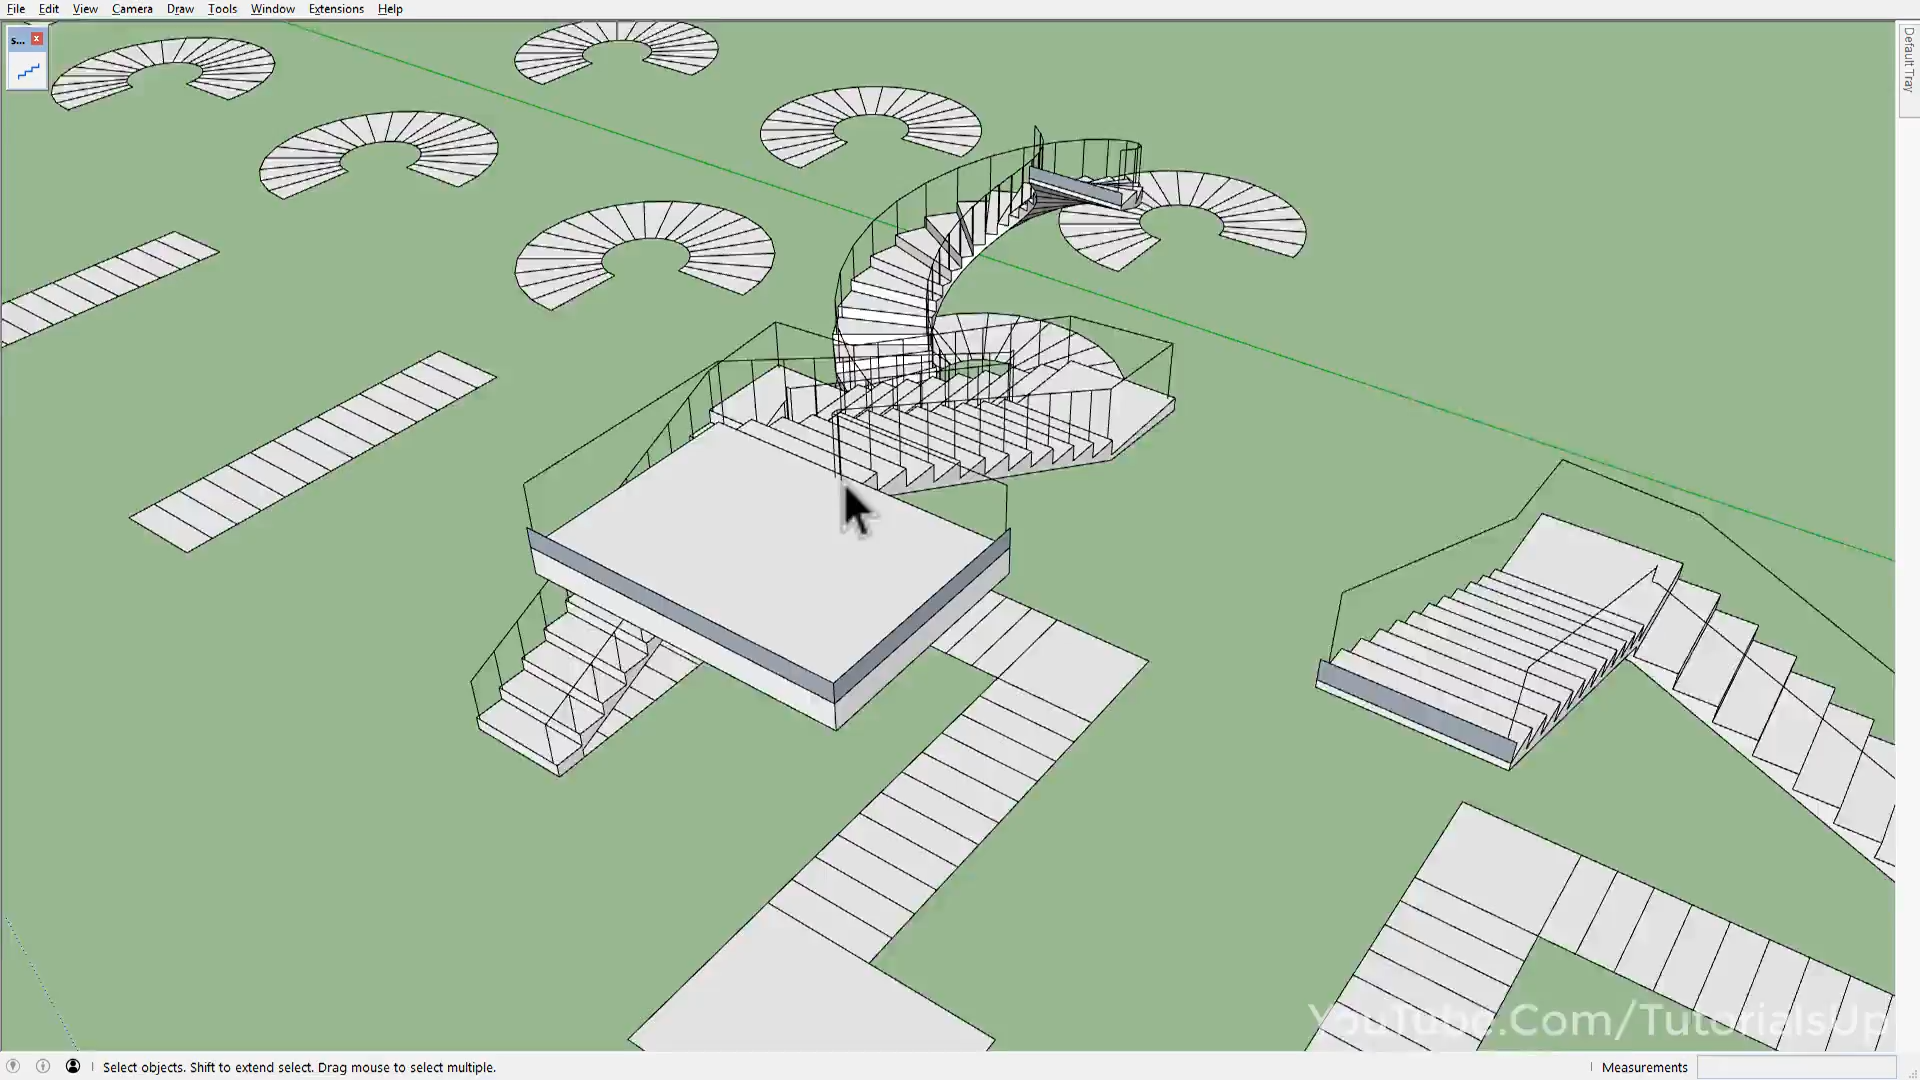 File Edit View Camera Draw Tools Window Extensions Help
s...
Default Tray
YouTube.Com/TutorialsUp
Select objects. Shift to extend select. Drag mouse to select multiple.
Measurements